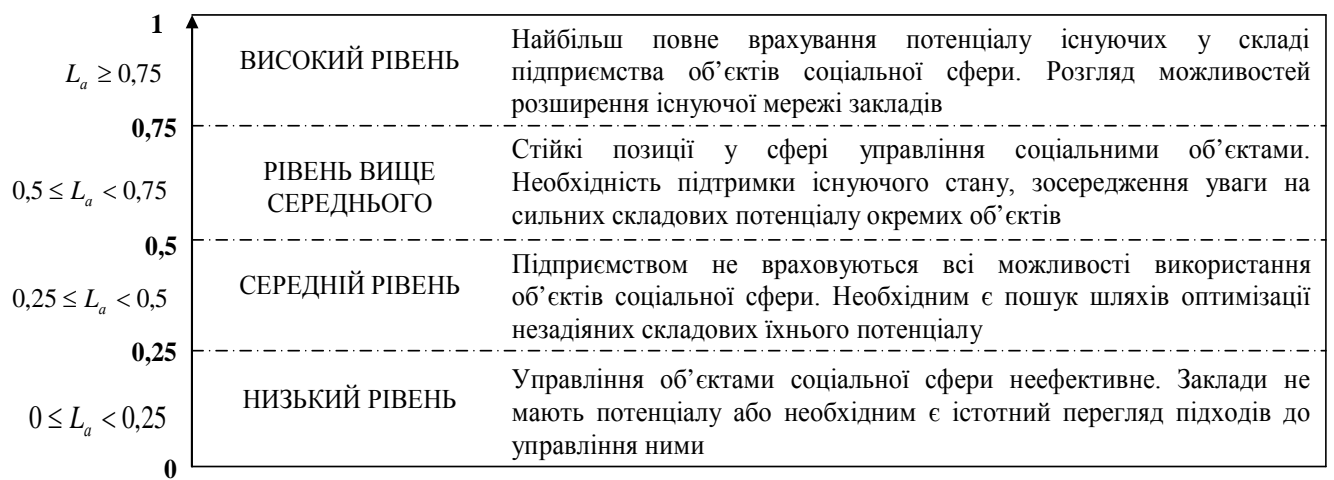 1
L_a ≥ 0,75
ВИСОКИЙ РІВЕНЬ
Найбільш повне врахування потенціалу існуючих у складі
підприємства об’єктів соціальної сфери. Розгляд можливостей
розширення існуючої мережі закладів
0,75
0,5 ≤ L_a < 0,75
РІВЕНЬ ВИЩЕ
СЕРЕДНЬОГО
Стійкі позиції у сфері управління соціальними об’єктами.
Необхідність підтримки існуючого стану, зосередження уваги на
сильних складових потенціалу окремих об’єктів
0,5
0,25 ≤ L_a < 0,5
СЕРЕДНІЙ РІВЕНЬ
Підприємством не враховуються всі можливості використання
об’єктів соціальної сфери. Необхідним є пошук шляхів оптимізації
незадіяних складових їхнього потенціалу
0,25
0 ≤ L_a < 0,25
НИЗЬКИЙ РІВЕНЬ
Управління об’єктами соціальної сфери неефективне. Заклади не
мають потенціалу або необхідним є істотний перегляд підходів до
управління ними
0